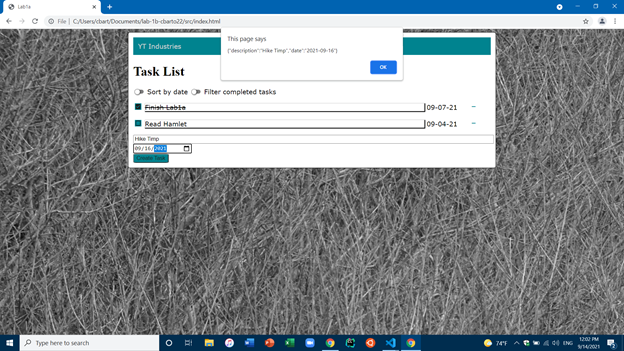 Lab1a
File | C:/Users/cbart/Documents/lab-1b-cbarto22/src/index.html
This page says
{"description":"Hike Timp","date":"2021-09-16"}
OK
YT Industries
Task List
Sort by date Filter completed tasks
Finish Lab1a 09-07-21
Read Hamlet 09-04-21
Hike Timp
09/16/2021
Create Task
Type here to search
74°F
ENG
12:02 PM
9/14/2021